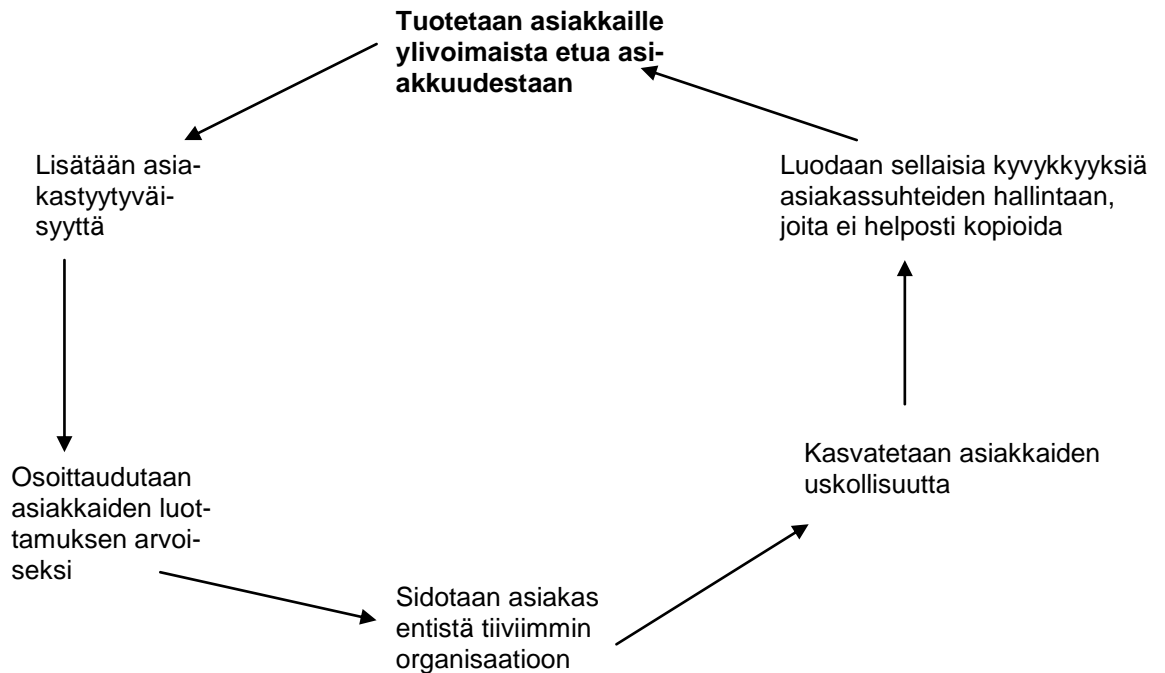 Tuotetaan asiakkaille
ylivoimaista etua asi-
akkuudestaan
Lisätään asia-
kastyytyväi-
syyttä
Luodaan sellaisia kyvykkyyksiä
asiakassuhteiden hallintaan,
joita ei helposti kopioida
Osoittaudutaan
asiakkaiden luot-
tamuksen arvoi-
seksi
Kasvatetaan asiakkaiden
uskollisuutta
Sidotaan asiakas
entistä tiiviimmin
organisaatioon